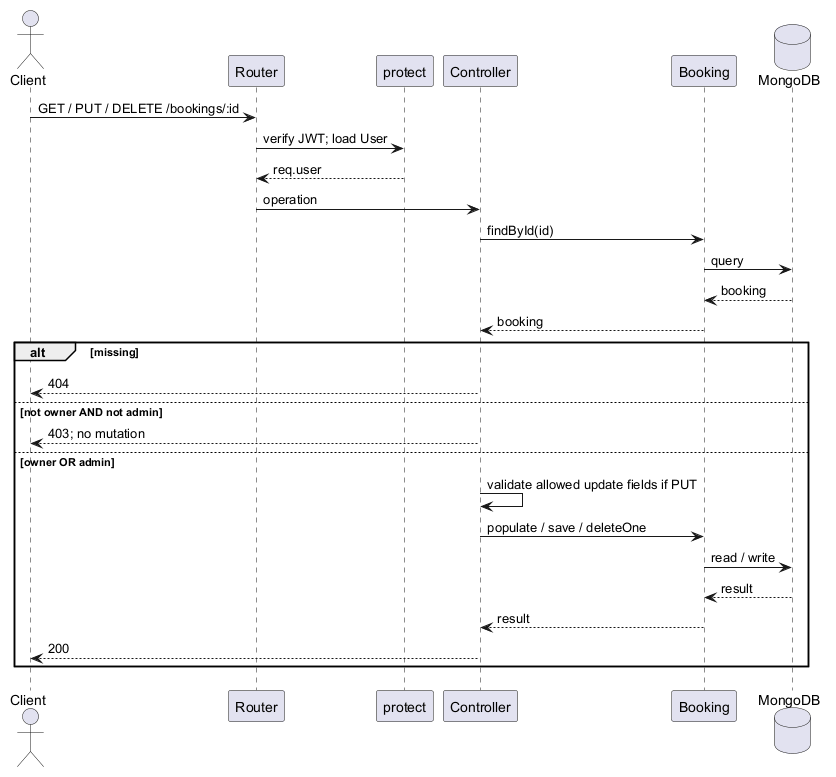 Client
Router
protect
Controller
Booking
MongoDB
GET / PUT / DELETE /bookings/:id
verify JWT; load User
req.user
operation
findById(id)
query
booking
booking
alt [missing]
404
[not owner AND not admin]
403; no mutation
[owner OR admin]
validate allowed update fields if PUT
populate / save / deleteOne
read / write
result
result
200
Client
Router
protect
Controller
Booking
MongoDB